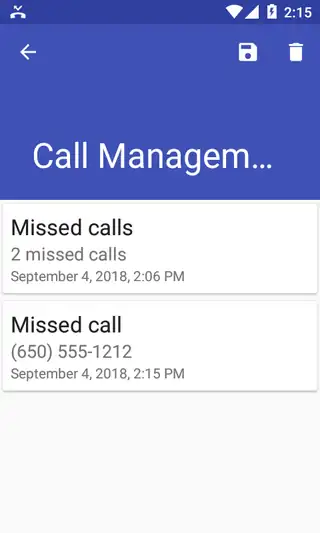 2:15
Call Managem...
Missed calls
2 missed calls
September 4, 2018, 2:06 PM
Missed call
(650) 555-1212
September 4, 2018, 2:15 PM